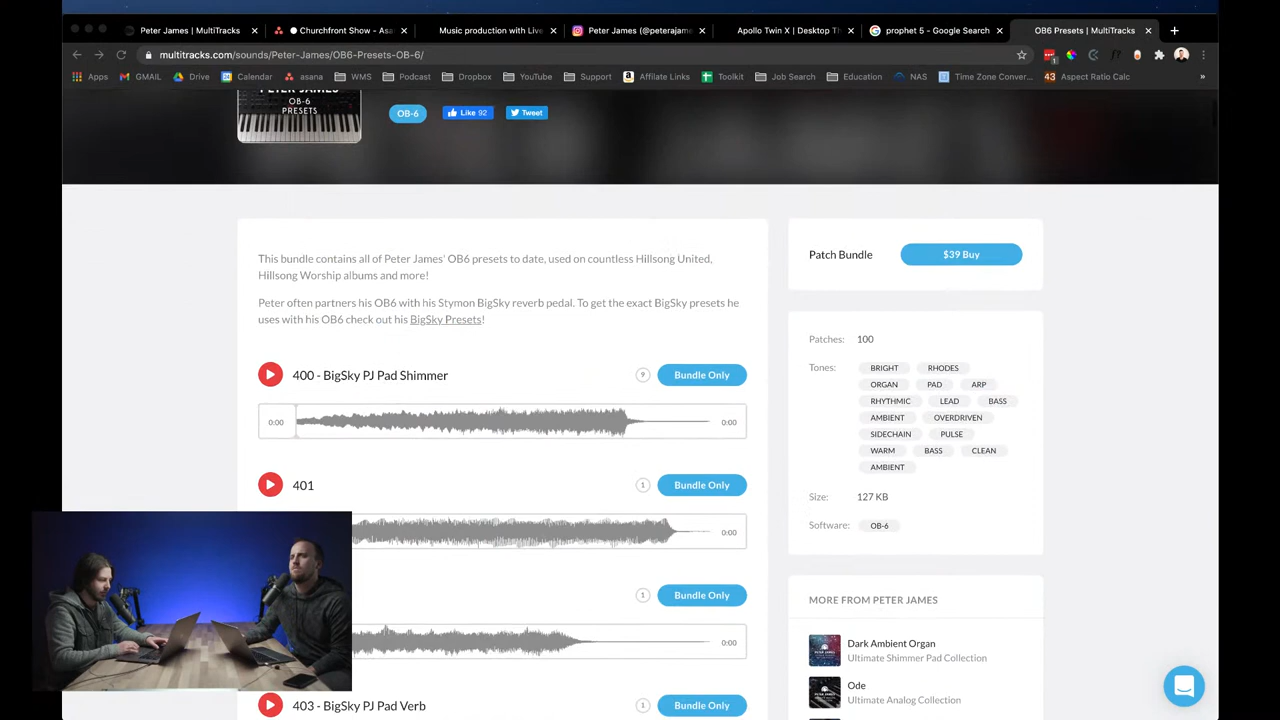 Peter James | MultiTracks × Churchfront Show - Asa × Music production with Live × Peter James (@peterajame × Apollo Twin X | Desktop Th × prophet 5 - Google Search × OB6 Presets | MultiTracks × +
multitracks.com/sounds/Peter-James/OB6-Presets-OB-6/
Apps GMAIL Drive Calendar asana WMS Podcast Dropbox YouTube Support Affilate Links Toolkit Job Search Education NAS Time Zone Conver... 43 Aspect Ratio Calc »
PETER JAMES
OB-6
PRESETS
OB-6 Like 92 Tweet
This bundle contains all of Peter James' OB6 presets to date, used on countless Hillsong United,
Hillsong Worship albums and more!
Peter often partners his OB6 with his Stymon BigSky reverb pedal. To get the exact BigSky presets he
uses with his OB6 check out his BigSky Presets!
400 - BigSky PJ Pad Shimmer 9 Bundle Only
0:00 0:00
401 1 Bundle Only
0:00
1 Bundle Only
0:00
403 - BigSky PJ Pad Verb 1 Bundle Only
Patch Bundle $39 Buy
Patches: 100
Tones: BRIGHT RHODES
ORGAN PAD ARP
RHYTHMIC LEAD BASS
AMBIENT OVERDRIVEN
SIDECHAIN PULSE
WARM BASS CLEAN
AMBIENT
Size: 127 KB
Software: OB-6
MORE FROM PETER JAMES
Dark Ambient Organ
Ultimate Shimmer Pad Collection
Ode
Ultimate Analog Collection